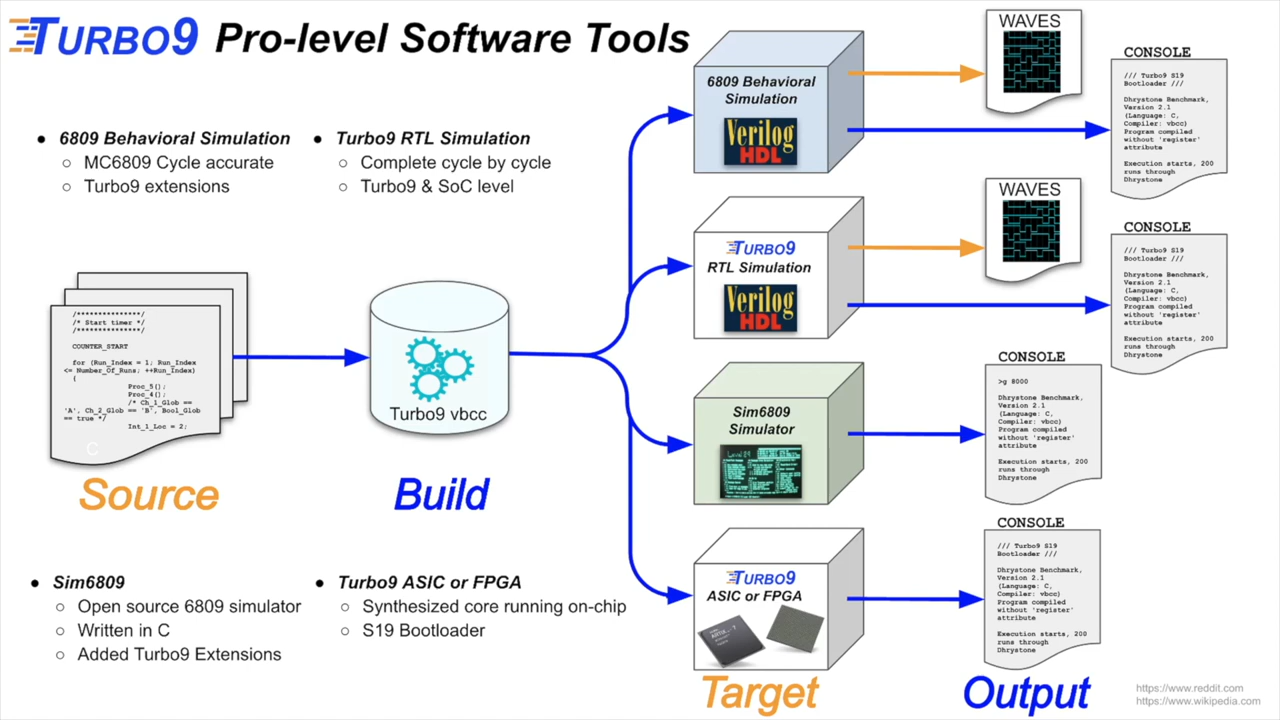 TURBO9 Pro-level Software Tools
• 6809 Behavioral Simulation
○ MC6809 Cycle accurate
○ Turbo9 extensions
• Turbo9 RTL Simulation
○ Complete cycle by cycle
○ Turbo9 & SoC level
/***************/
/* Start timer */
/***************/
COUNTER_START
for (Run_Index = 1; Run_Index
<= Number_Of_Runs; ++Run_Index)
{
Proc_5();
Proc_4();
/* Ch_1_Glob ==
'A', Ch_2_Glob == 'B', Bool_Glob
== true */
Int_1_Loc = 2;
C
Source
Turbo9 vbcc
Build
6809 Behavioral
Simulation
Verilog
HDL
WAVES
CONSOLE
/// Turbo9 S19
Bootloader ///
Dhrystone Benchmark,
Version 2.1
(Language: C,
Compiler: vbcc)
Program compiled
without 'register'
attribute
Execution starts, 200
runs through
Dhrystone
TURBO9
RTL Simulation
Verilog
HDL
WAVES
CONSOLE
/// Turbo9 S19
Bootloader ///
Dhrystone Benchmark,
Version 2.1
(Language: C,
Compiler: vbcc)
Program compiled
without 'register'
attribute
Execution starts, 200
runs through
Dhrystone
Sim6809
Simulator
CONSOLE
>g 8000
Dhrystone Benchmark,
Version 2.1
(Language: C,
Compiler: vbcc)
Program compiled
without 'register'
attribute
Execution starts, 200
runs through
Dhrystone
TURBO9
ASIC or FPGA
CONSOLE
/// Turbo9 S19
Bootloader ///
Dhrystone Benchmark,
Version 2.1
(Language: C,
Compiler: vbcc)
Program compiled
without 'register'
attribute
Execution starts, 200
runs through
Dhrystone
• Sim6809
○ Open source 6809 simulator
○ Written in C
○ Added Turbo9 Extensions
• Turbo9 ASIC or FPGA
○ Synthesized core running on-chip
○ S19 Bootloader
Target
Output
https://www.reddit.com
https://www.wikipedia.com